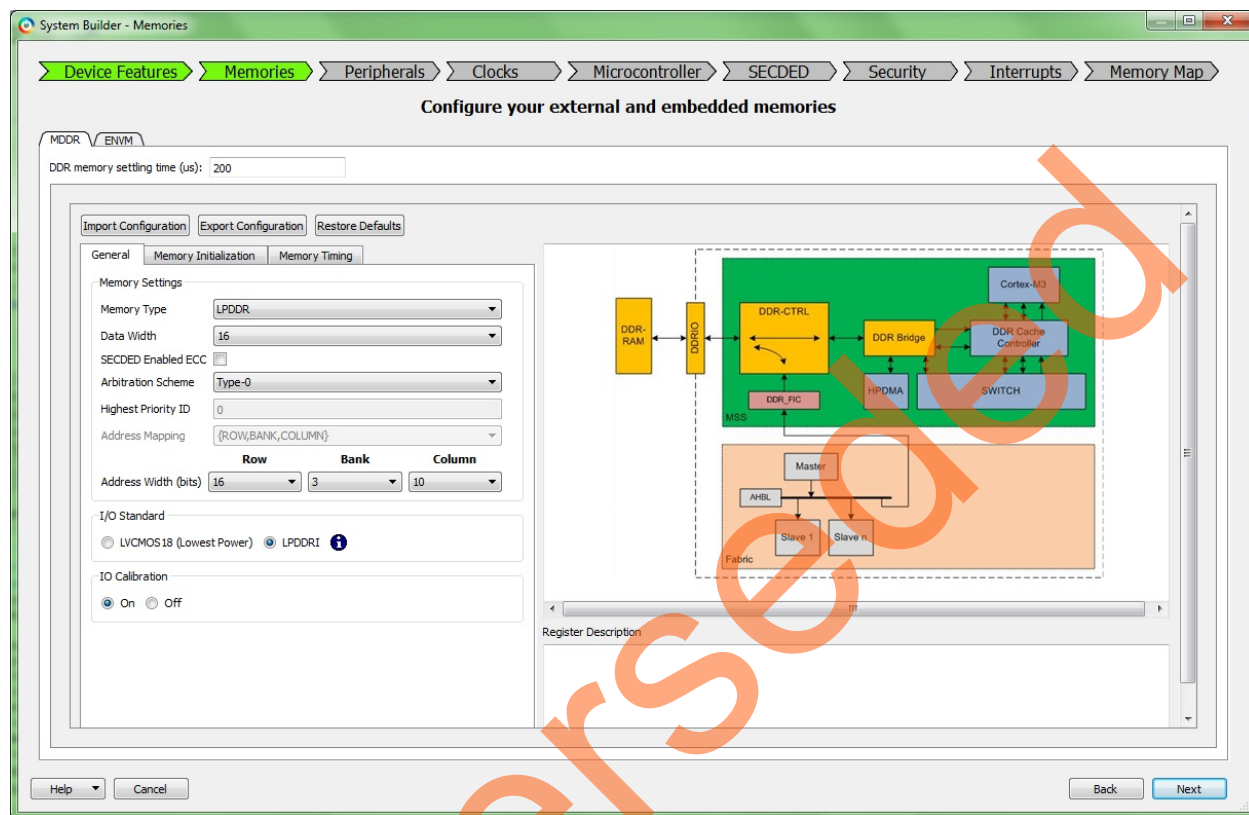 System Builder - Memories
Device Features Memories Peripherals Clocks Microcontroller SECDED Security Interrupts Memory Map
Configure your external and embedded memories
MDDR ENVM
DDR memory settling time (us): 200
Import Configuration Export Configuration Restore Defaults
General Memory Initialization Memory Timing
Memory Settings
Memory Type LPDDR
Data Width 16
SECDED Enabled ECC
Arbitration Scheme Type-0
Highest Priority ID 0
Address Mapping {ROW,BANK,COLUMN}
Row Bank Column
Address Width (bits) 16 3 10
I/O Standard
LVCMOS18 (Lowest Power) LPDDRI
IO Calibration
On Off
DDR-
RAM
DDRIO
DDR-CTRL
DDR Bridge
Cortex-M3
DDR Cache
Controller
HPDMA
SWITCH
DDR_FIC
MSS
Master
AHBL
Slave 1 Slave n
Fabric
Register Description
Help Cancel Back Next
erseded